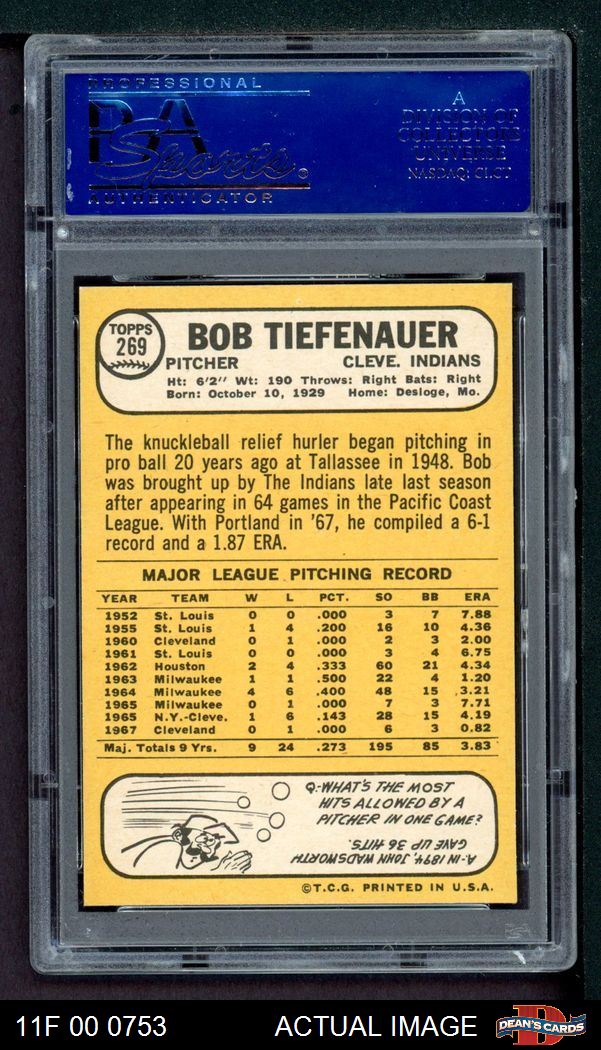 PROFESSIONAL
PSA
Sports®
AUTHENTICATOR
A
DIVISION OF
COLLECTORS
UNIVERSE
NASDAQ: CLCT
TOPPS
269
BOB TIEFENAUER
PITCHER CLEVE. INDIANS
Ht: 6'2" Wt: 190 Throws: Right Bats: Right
Born: October 10, 1929 Home: Desloge, Mo.
The knuckleball relief hurler began pitching in
pro ball 20 years ago at Tallassee in 1948. Bob
was brought up by The Indians late last season
after appearing in 64 games in the Pacific Coast
League. With Portland in '67, he compiled a 6-1
record and a 1.87 ERA.
MAJOR LEAGUE PITCHING RECORD
YEAR TEAM W L PCT. SO BB ERA
1952 St. Louis 0 0 .000 3 7 7.88
1955 St. Louis 1 4 .200 16 10 4.36
1960 Cleveland 0 1 .000 2 3 2.00
1961 St. Louis 0 0 .000 3 4 6.75
1962 Houston 2 4 .333 60 21 4.34
1963 Milwaukee 1 1 .500 22 4 1.20
1964 Milwaukee 4 6 .400 48 15 3.21
1965 Milwaukee 0 1 .000 7 3 7.71
1965 N.Y.-Cleve. 1 6 .143 28 15 4.19
1967 Cleveland 0 1 .000 6 3 0.82
Maj. Totals 9 Yrs. 9 24 .273 195 85 3.83
Q-WHAT'S THE MOST
HITS ALLOWED BY A
PITCHER IN ONE GAME?
A-IN 1894, JOHN WADSWORTH
GAVE UP 36 HITS.
©T.C.G. PRINTED IN U.S.A.
11F 00 0753 ACTUAL IMAGE
D
DEAN'S CARDS